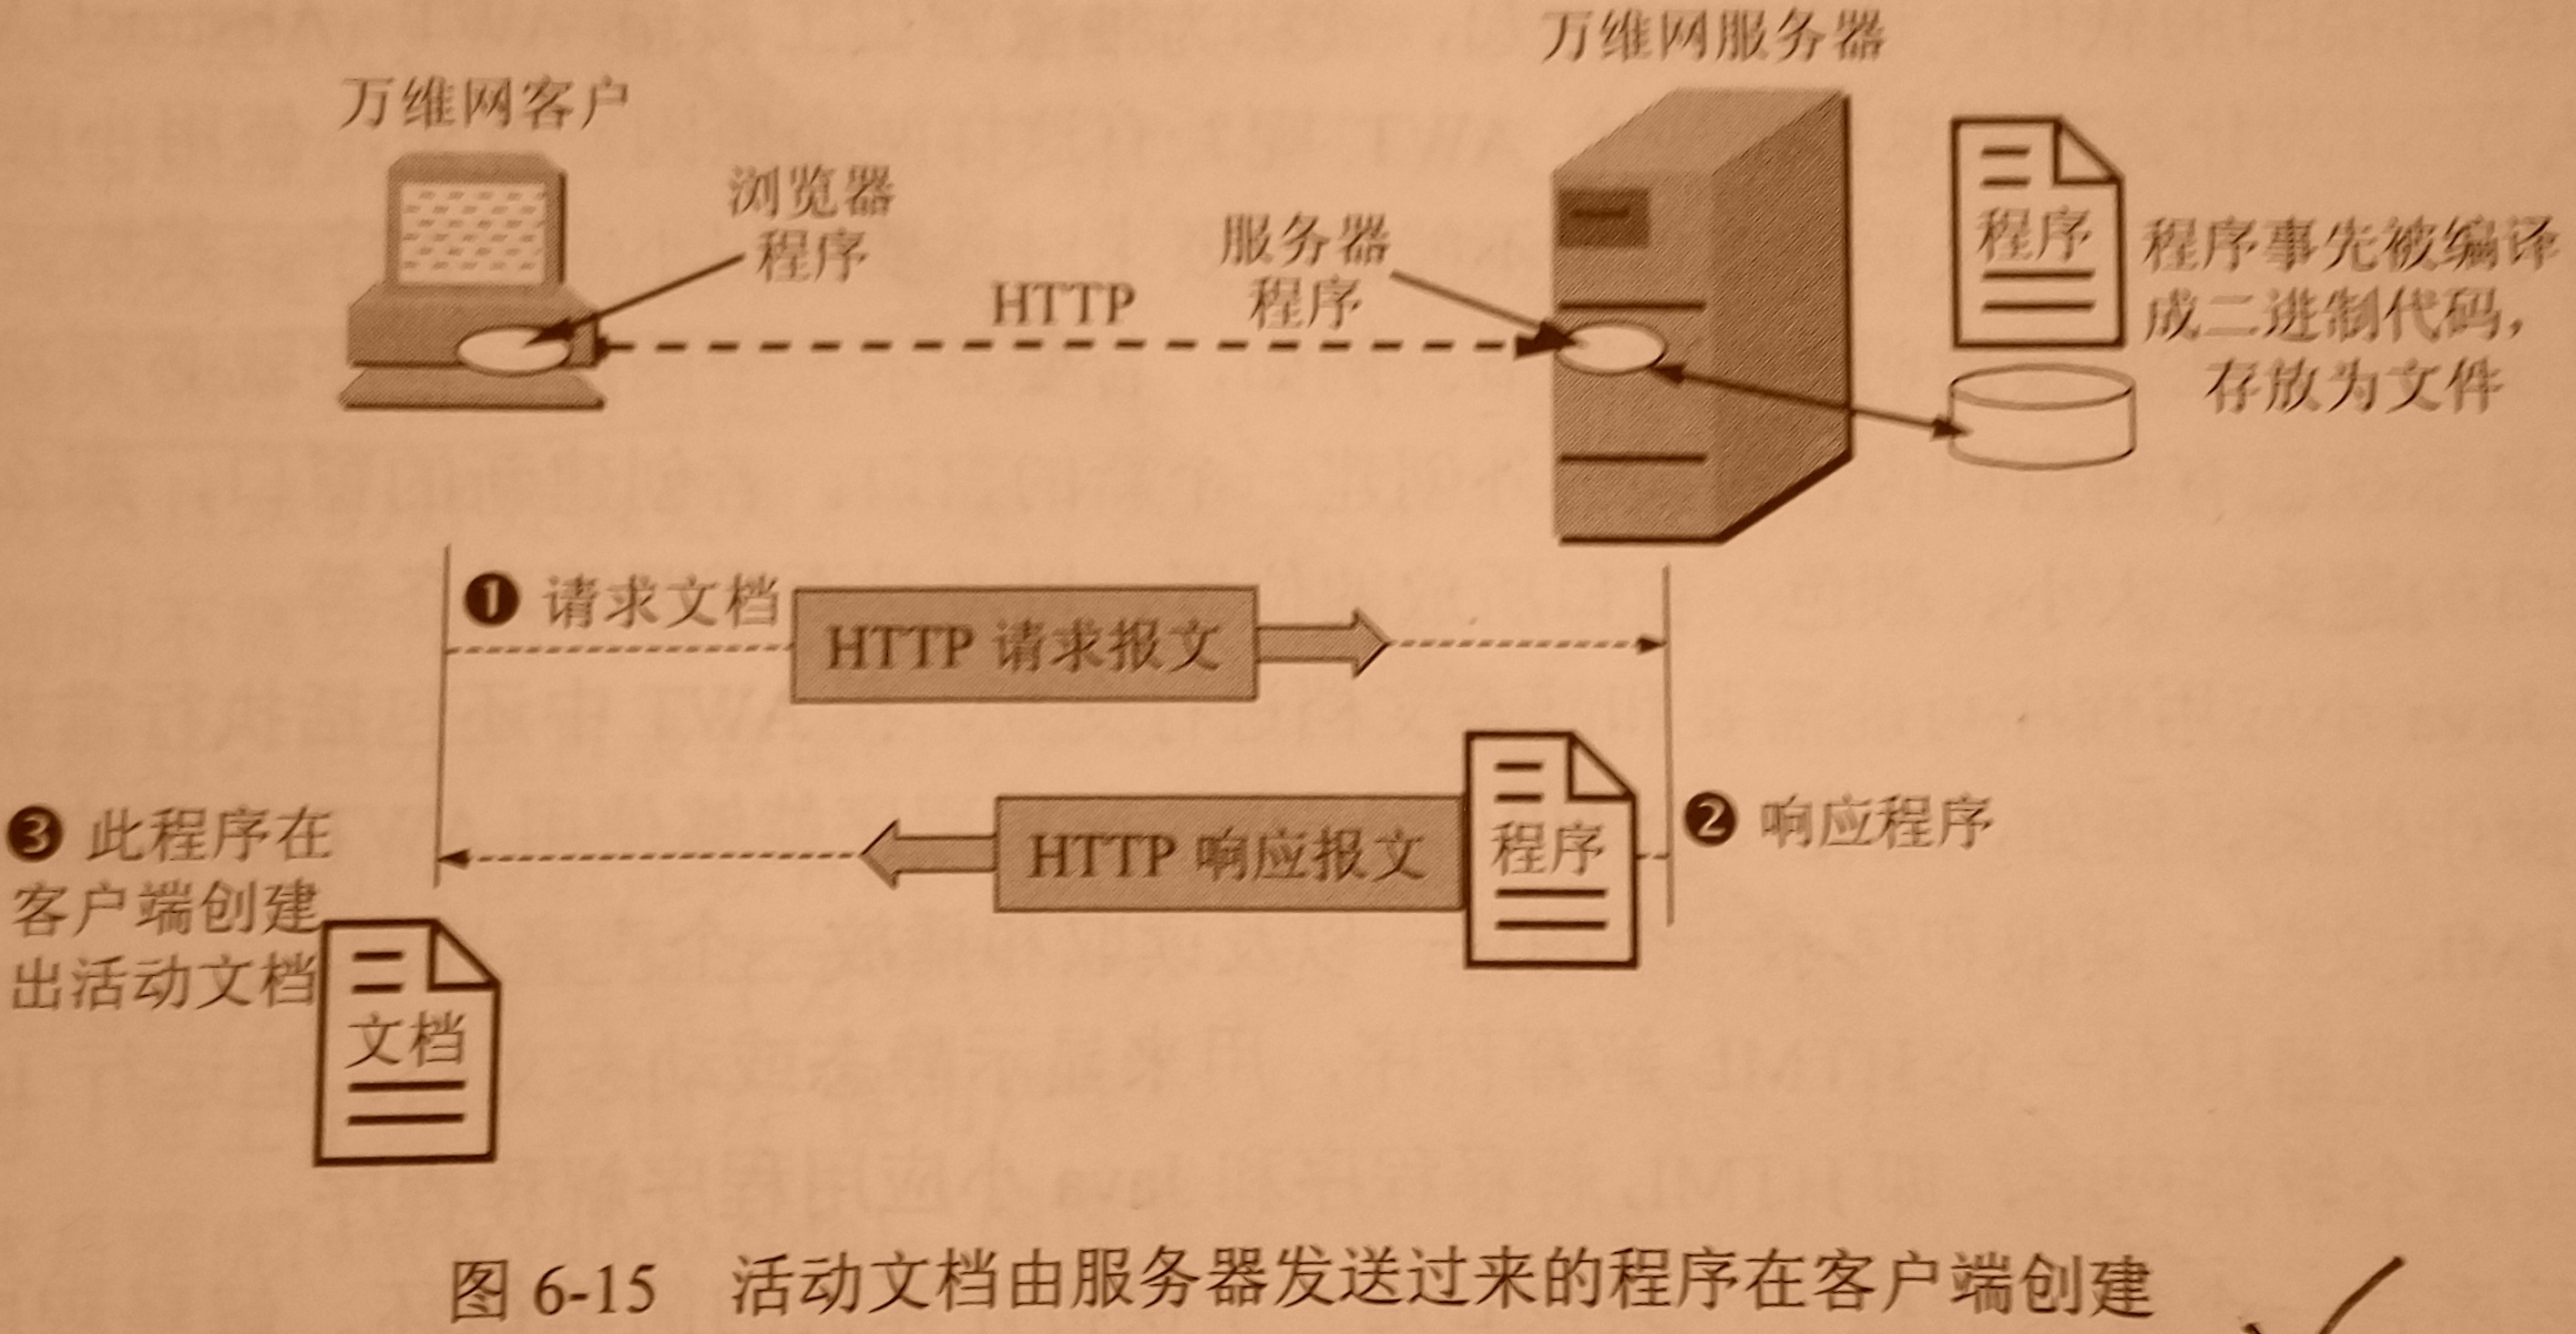 万维网服务器
万维网客户
浏览器
程序
服务器
程序
HTTP
程序
程序事先被编译
成二进制代码，
存放为文件
❶ 请求文档
HTTP 请求报文
HTTP 响应报文
程序
❷ 响应程序
❸ 此程序在
客户端创建
出活动文档
文档
图 6-15 活动文档由服务器发送过来的程序在客户端创建